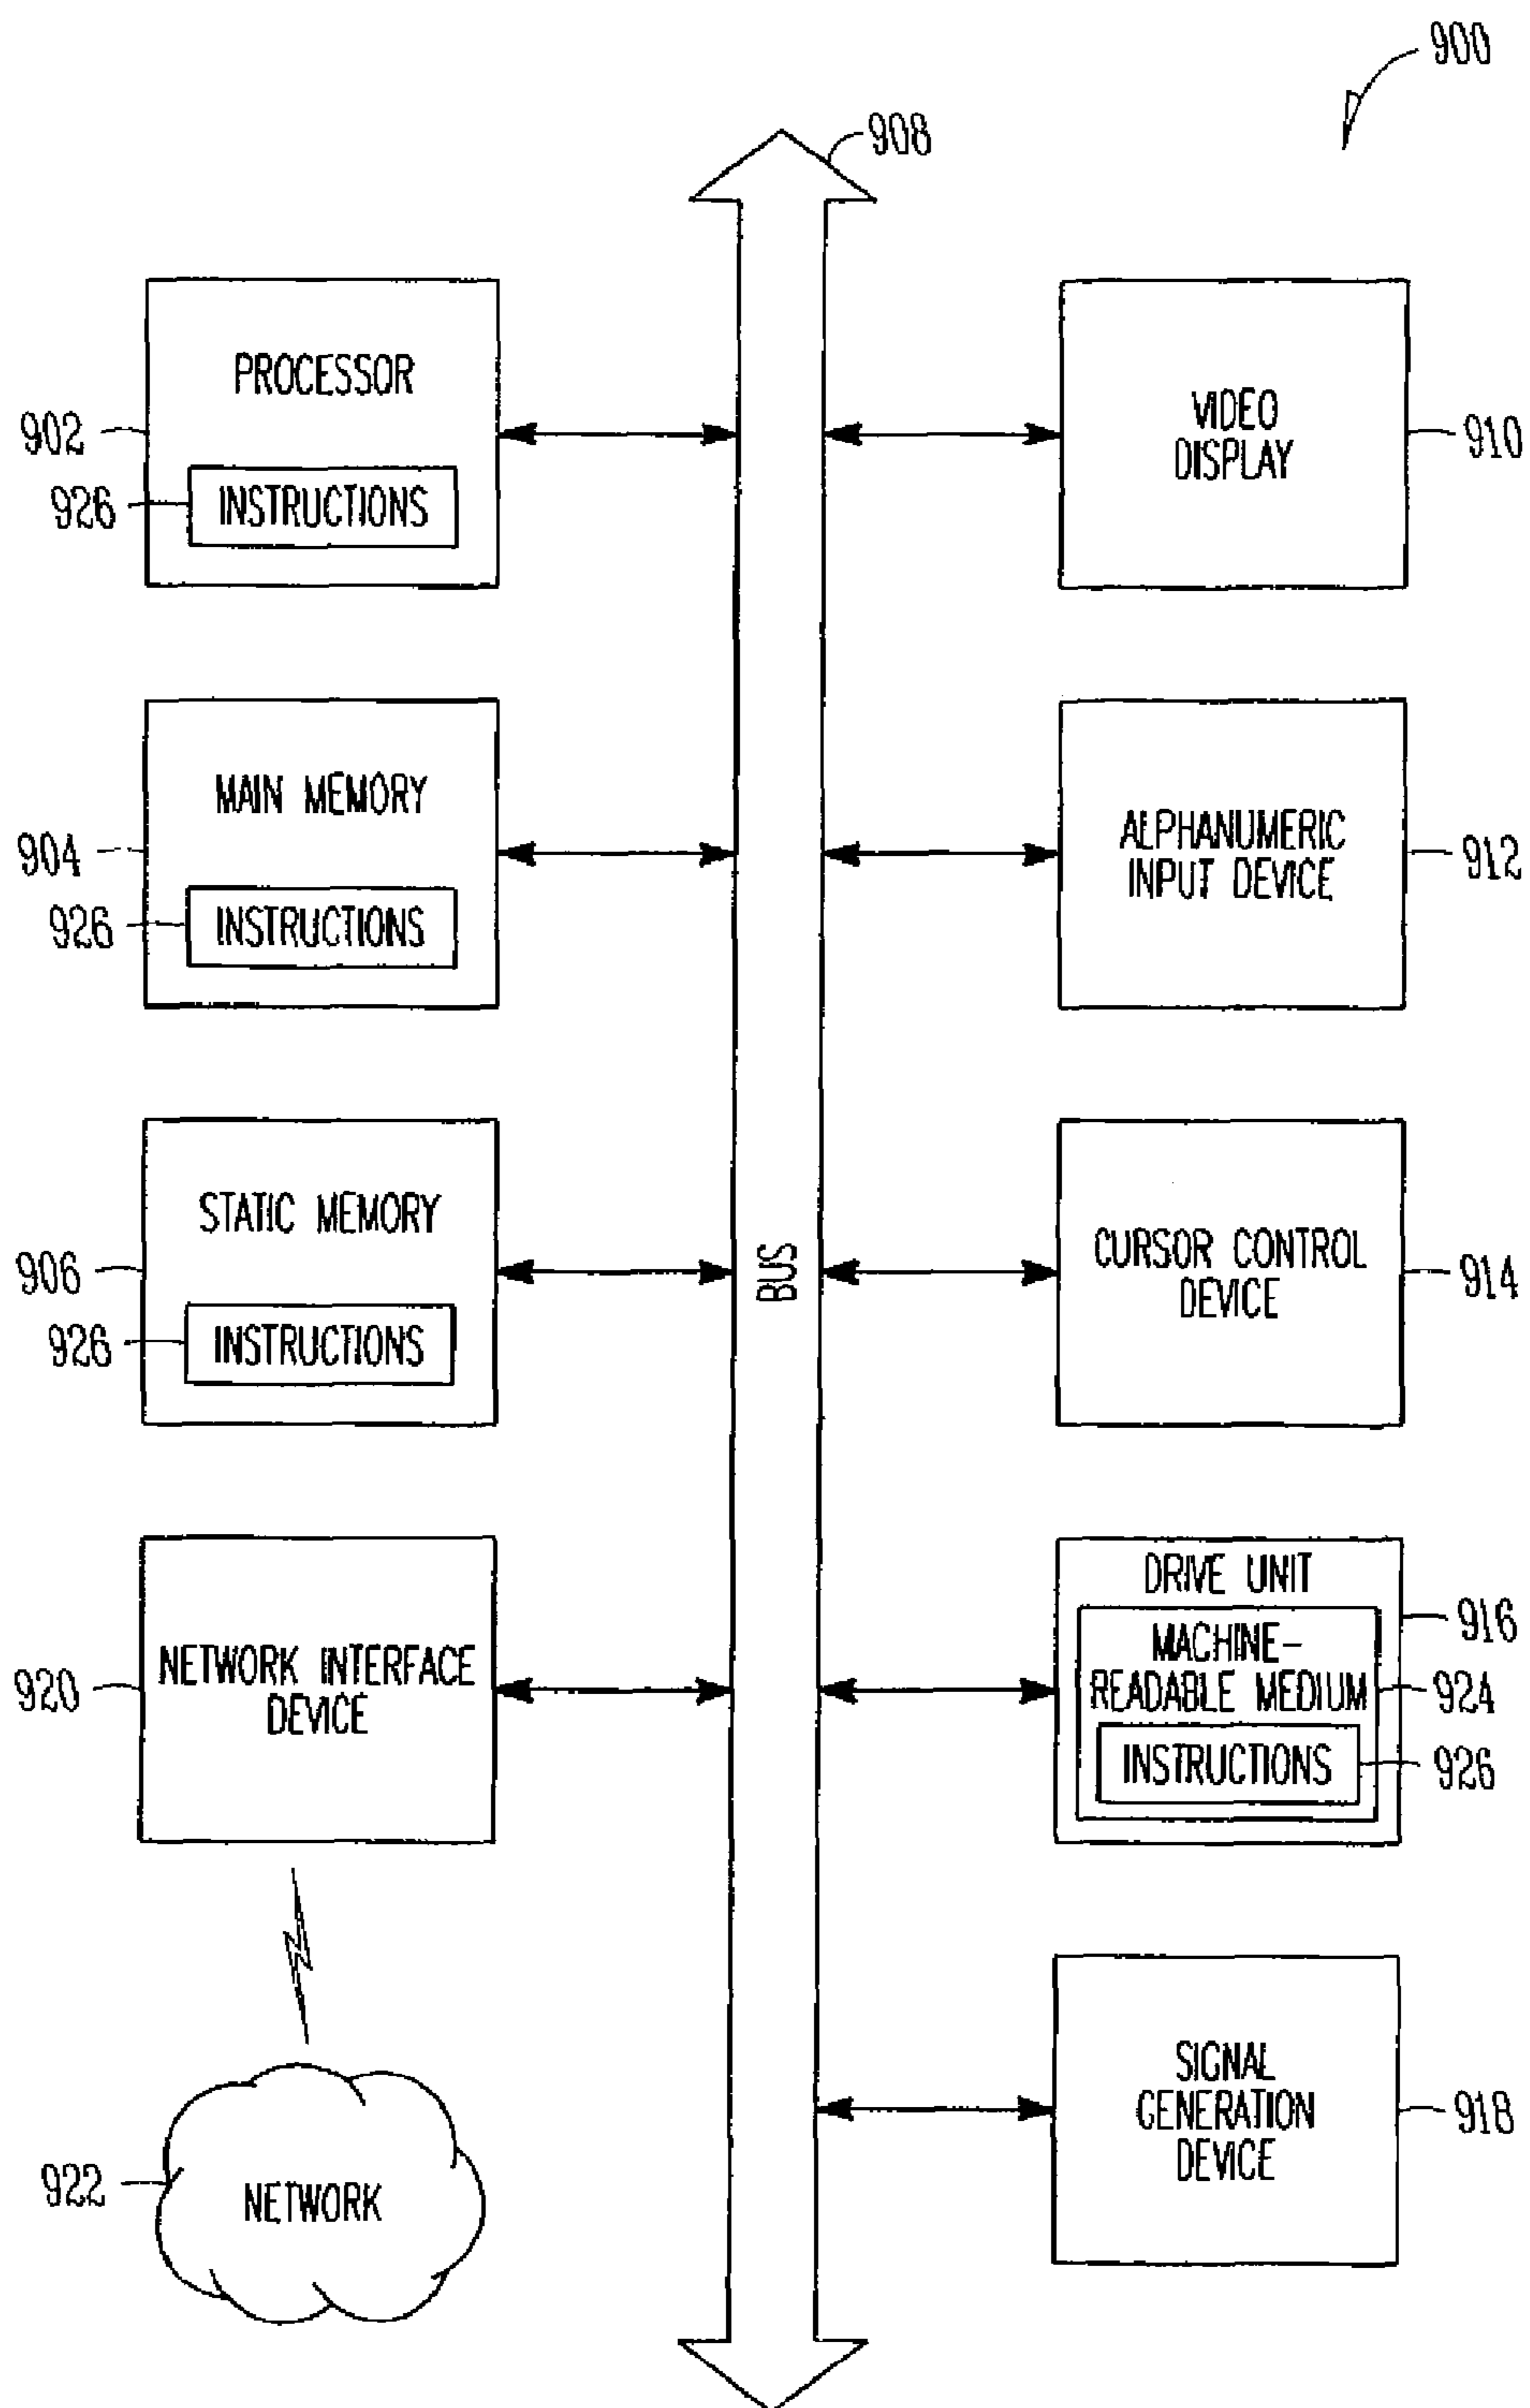 900
908
PROCESSOR
902
926
INSTRUCTIONS
VIDEO
DISPLAY
910
MAIN MEMORY
904
926
INSTRUCTIONS
ALPHANUMERIC
INPUT DEVICE
912
STATIC MEMORY
906
926
INSTRUCTIONS
BUS
CURSOR CONTROL
DEVICE
914
NETWORK INTERFACE
DEVICE
920
DRIVE UNIT
916
MACHINE-
READABLE MEDIUM
924
INSTRUCTIONS
926
922
NETWORK
SIGNAL
GENERATION
DEVICE
918